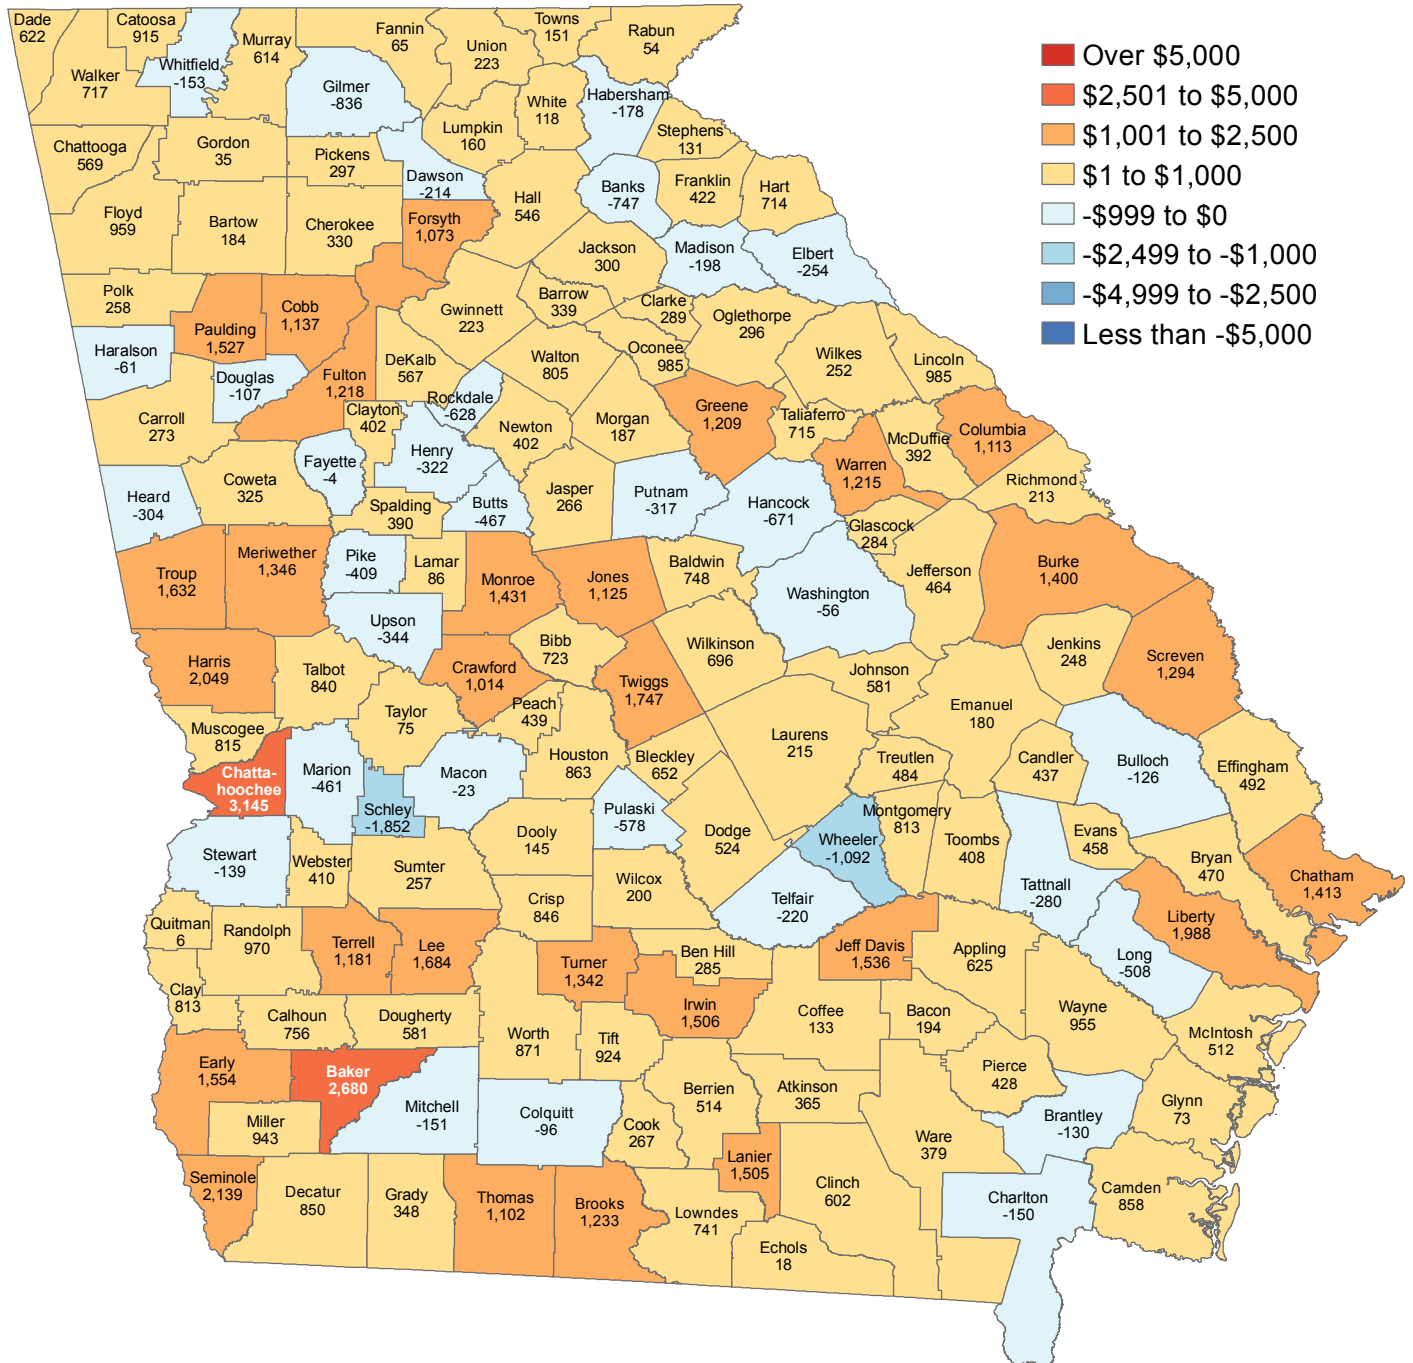 Dade
622
Catoosa
915
Whitfield
-153
Murray
614
Fannin
65
Union
223
Towns
151
Rabun
54
Walker
717
Gilmer
-836
White
118
Habersham
-178
Lumpkin
160
Stephens
131
Chattooga
569
Gordon
35
Pickens
297
Dawson
-214
Hall
546
Banks
-747
Franklin
422
Hart
714
Floyd
959
Bartow
184
Cherokee
330
Forsyth
1,073
Jackson
300
Madison
-198
Elbert
-254
Polk
258
Paulding
1,527
Cobb
1,137
Gwinnett
223
Barrow
339
Clarke
289
Oglethorpe
296
Haralson
-61
Douglas
-107
Fulton
1,218
DeKalb
567
Rockdale
-628
Walton
805
Oconee
985
Wilkes
252
Lincoln
985
Carroll
273
Clayton
402
Henry
-322
Newton
402
Morgan
187
Greene
1,209
Taliaferro
715
McDuffie
392
Columbia
1,113
Warren
1,215
Richmond
213
Heard
-304
Coweta
325
Fayette
-4
Spalding
390
Butts
-467
Jasper
266
Putnam
-317
Hancock
-671
Glascock
284
Jefferson
464
Burke
1,400
Troup
1,632
Meriwether
1,346
Pike
-409
Lamar
86
Monroe
1,431
Jones
1,125
Baldwin
748
Washington
-56
Upson
-344
Bibb
723
Wilkinson
696
Johnson
581
Jenkins
248
Screven
1,294
Harris
2,049
Talbot
840
Crawford
1,014
Twiggs
1,747
Peach
439
Taylor
75
Emanuel
180
Laurens
215
Muscogee
815
Chatta-
hoochee
3,145
Marion
-461
Schley
-1,852
Macon
-23
Houston
863
Bleckley
652
Pulaski
-578
Treutlen
484
Candler
437
Bulloch
-126
Effingham
492
Dooly
145
Dodge
524
Wheeler
-1,092
Montgomery
813
Toombs
408
Evans
458
Bryan
470
Chatham
1,413
Stewart
-139
Webster
410
Sumter
257
Crisp
846
Wilcox
200
Telfair
-220
Tattnall
-280
Liberty
1,988
Long
-508
Quitman
6
Randolph
970
Terrell
1,181
Lee
1,684
Turner
1,342
Ben Hill
285
Jeff Davis
1,536
Appling
625
Clay
813
Calhoun
756
Dougherty
581
Worth
871
Tift
924
Irwin
1,506
Coffee
133
Bacon
194
Wayne
955
McIntosh
512
Early
1,554
Baker
2,680
Mitchell
-151
Colquitt
-96
Berrien
514
Atkinson
365
Pierce
428
Brantley
-130
Glynn
73
Miller
943
Cook
267
Ware
379
Seminole
2,139
Decatur
850
Grady
348
Thomas
1,102
Brooks
1,233
Lanier
1,505
Clinch
602
Lowndes
741
Echols
18
Charlton
-150
Camden
858
Over $5,000
$2,501 to $5,000
$1,001 to $2,500
$1 to $1,000
-$999 to $0
-$2,499 to -$1,000
-$4,999 to -$2,500
Less than -$5,000